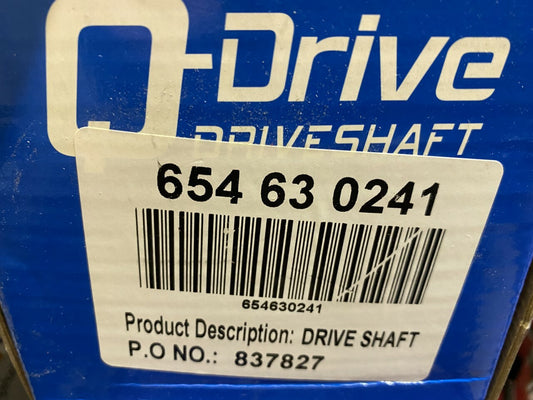 Q-Drive
DRIVESHAFT
654 63 0241
654630241
Product Description: DRIVE SHAFT
P.O NO.: 837827